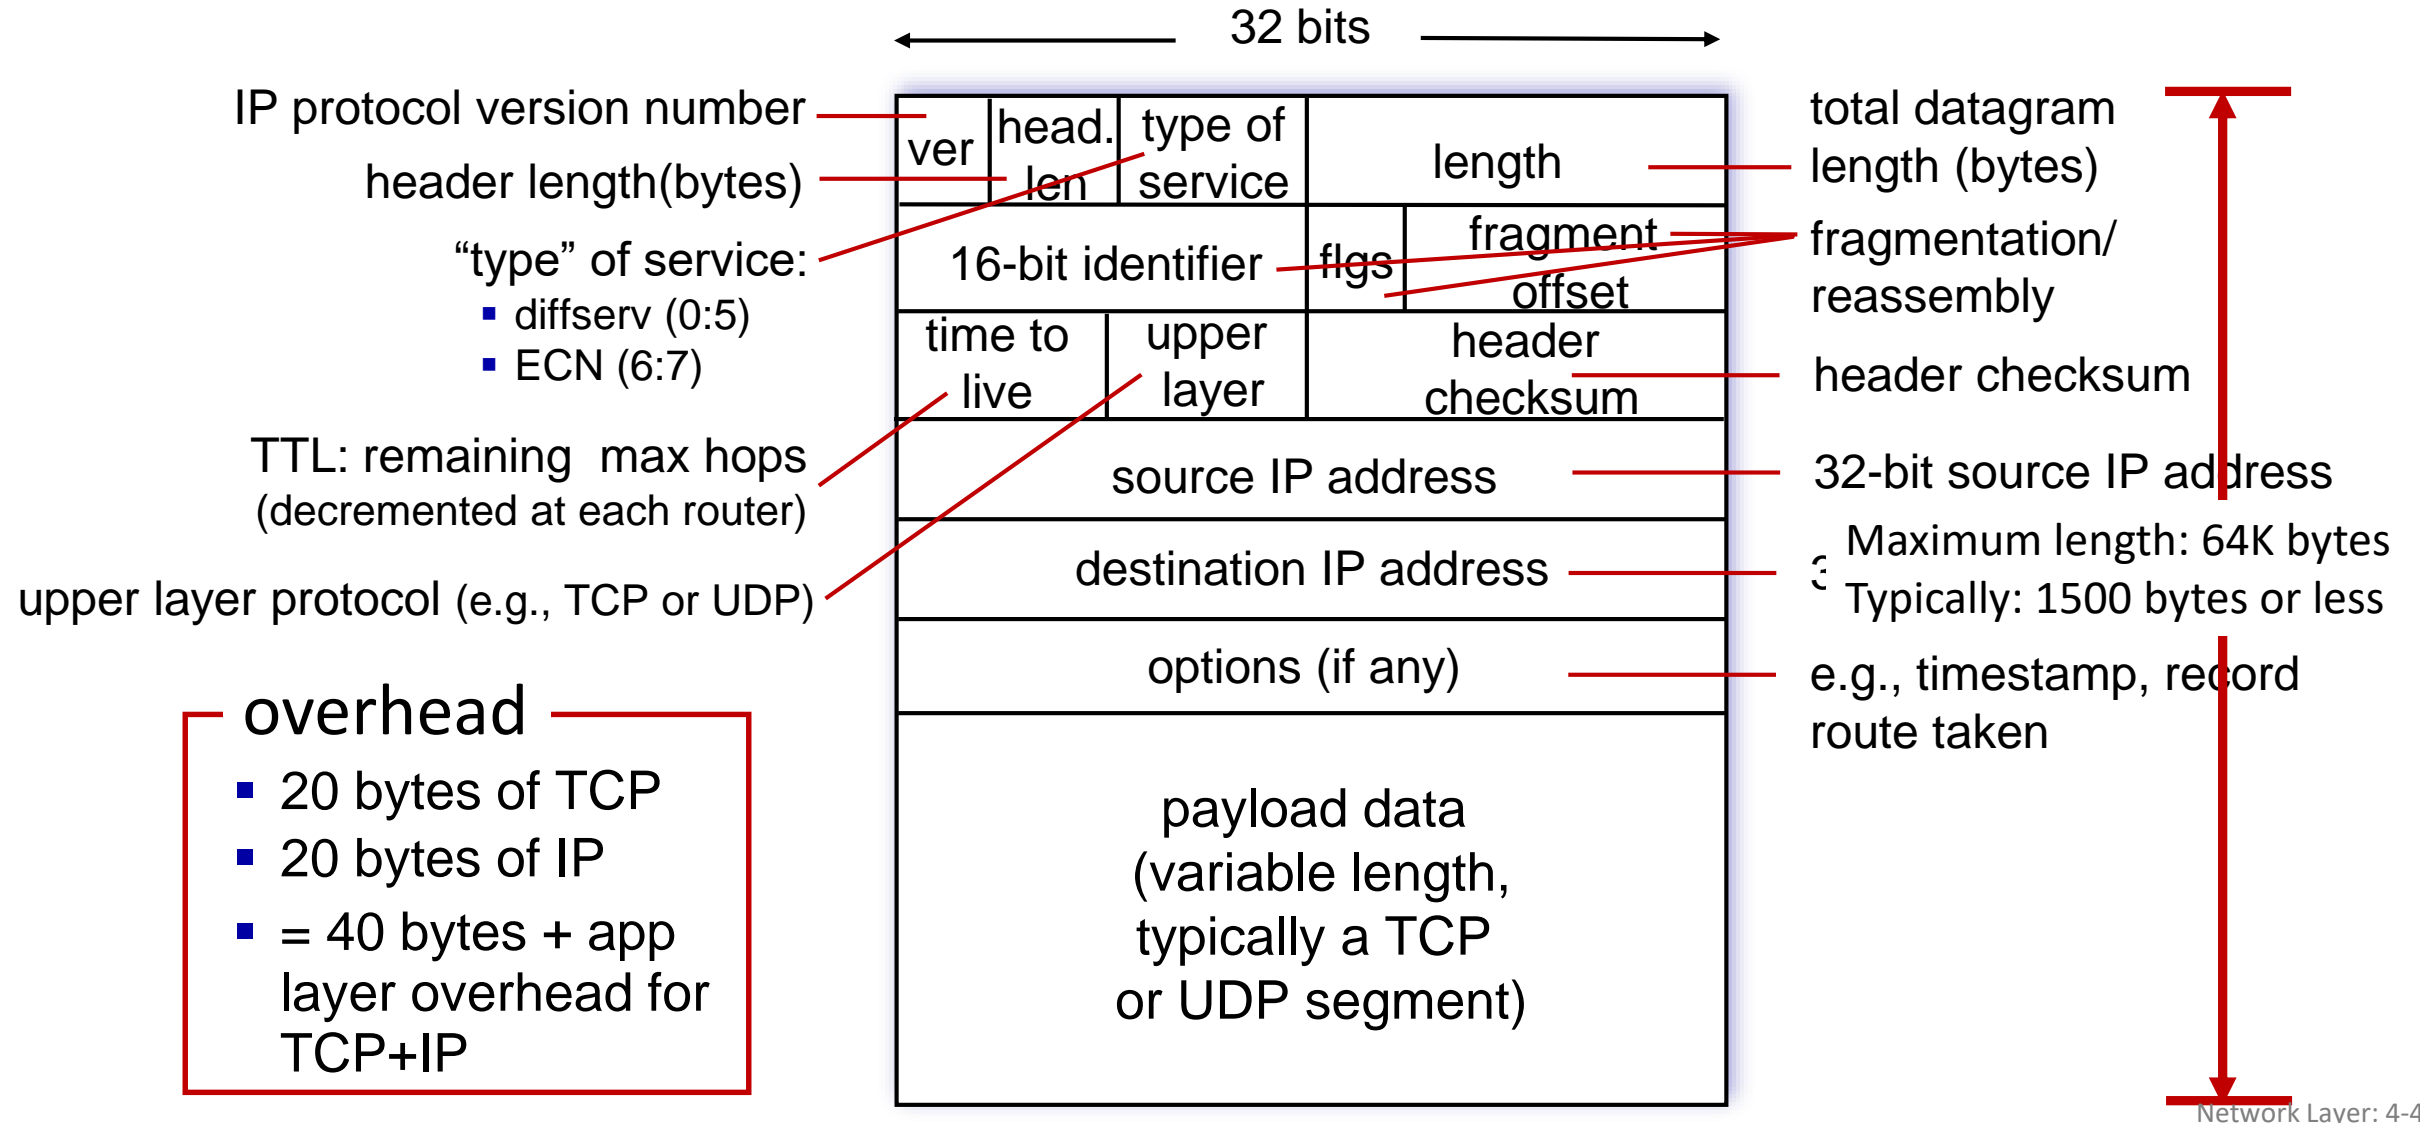 32 bits
IP protocol version number
header length(bytes)
“type” of service:
▪ diffserv (0:5)
▪ ECN (6:7)
TTL: remaining  max hops
(decremented at each router)
upper layer protocol (e.g., TCP or UDP)
overhead
▪ 20 bytes of TCP
▪ 20 bytes of IP
▪ = 40 bytes + app
layer overhead for
TCP+IP
ver
head.
len
type of
service
length
16-bit identifier
flgs
fragment
offset
time to
live
upper
layer
header
checksum
source IP address
destination IP address
options (if any)
payload data
(variable length,
typically a TCP
or UDP segment)
total datagram
length (bytes)
fragmentation/
reassembly
header checksum
32-bit source IP address
Maximum length: 64K bytes
Typically: 1500 bytes or less
e.g., timestamp, record
route taken
Network Layer: 4-4